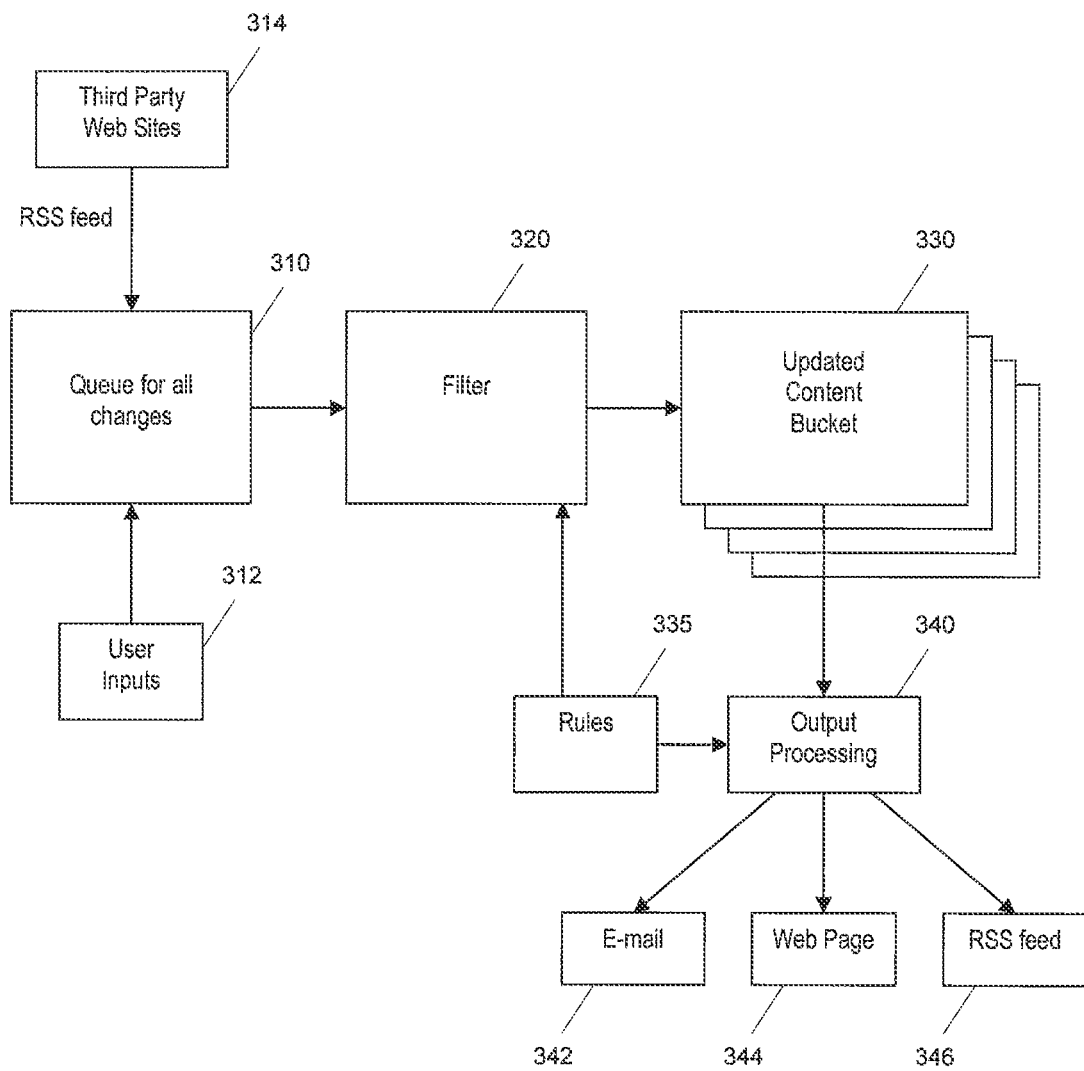 314
Third Party
Web Sites
RSS feed
310
320
330
Queue for all
changes
Filter
Updated
Content
Bucket
312
User
Inputs
335
340
Rules
Output
Processing
E-mail
Web Page
RSS feed
342
344
346